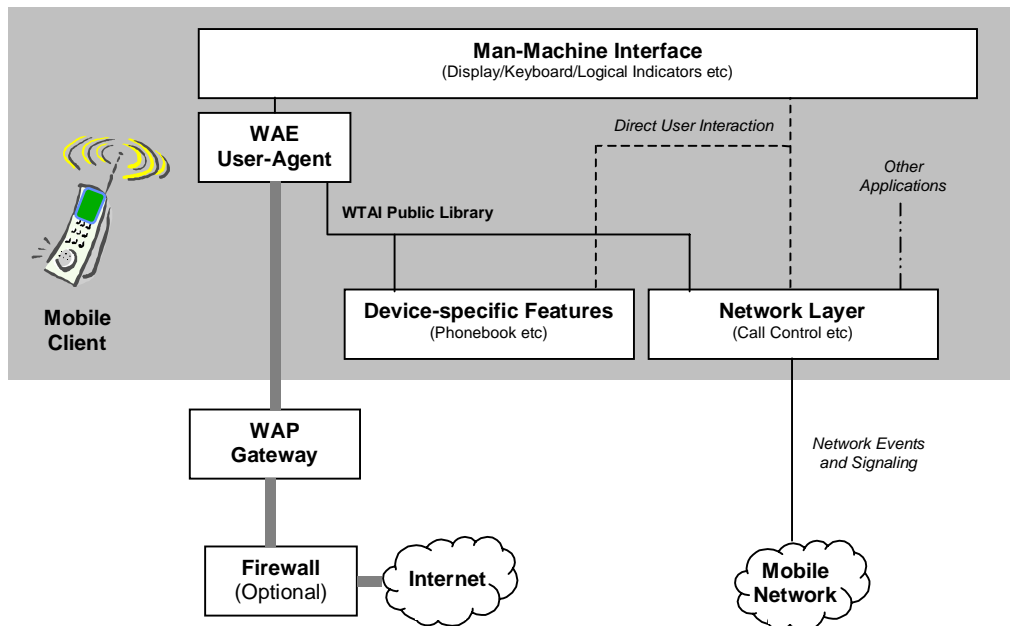 Man-Machine Interface
(Display/Keyboard/Logical Indicators etc)
WAE
User-Agent
Direct User Interaction
Other
Applications
WTAI Public Library
Mobile
Client
Device-specific Features
(Phonebook etc)
Network Layer
(Call Control etc)
WAP
Gateway
Network Events
and Signaling
Firewall
(Optional)
Internet
Mobile
Network